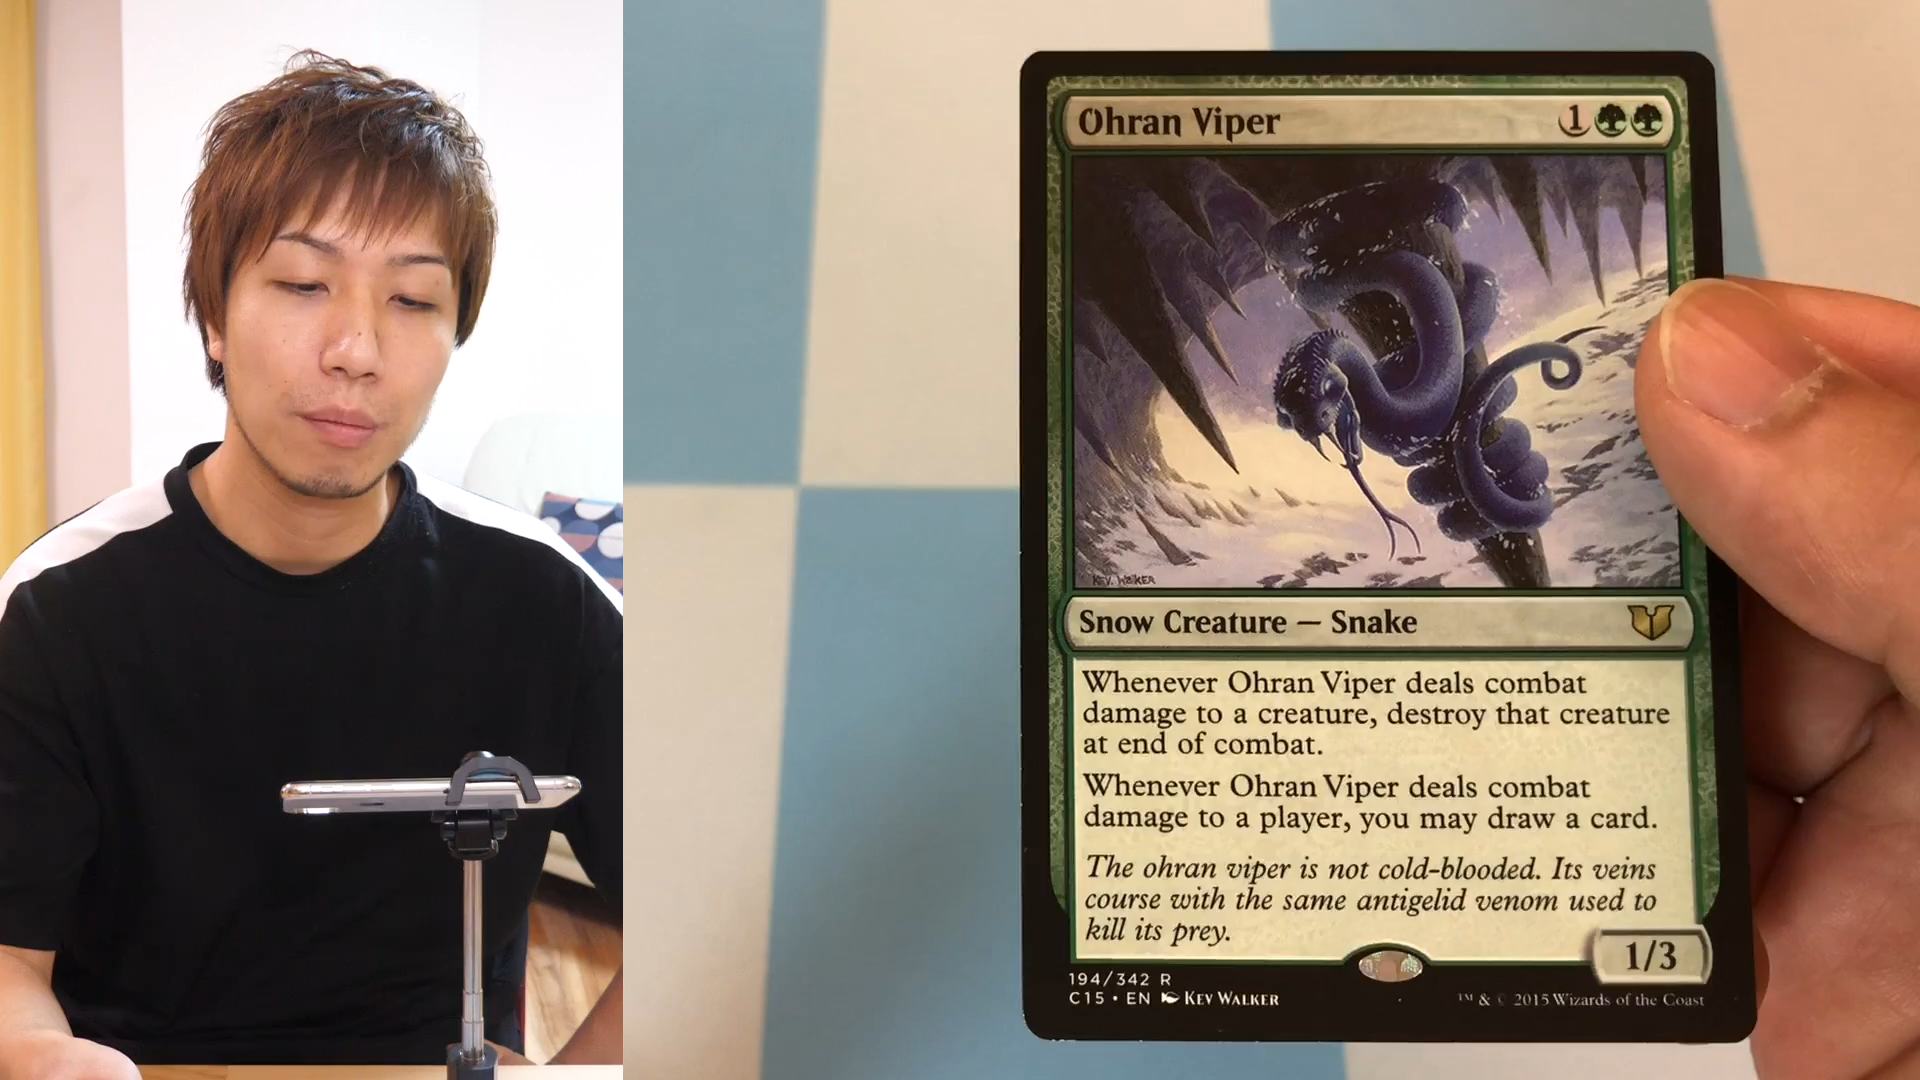 Ohran Viper 1
KEV. WALKER
Snow Creature — Snake
Whenever Ohran Viper deals combat
damage to a creature, destroy that creature
at end of combat.
Whenever Ohran Viper deals combat
damage to a player, you may draw a card.
The ohran viper is not cold-blooded. Its veins
course with the same antigelid venom used to
kill its prey.
1/3
194/342 R
C15 • EN KEV WALKER
™ & © 2015 Wizards of the Coast